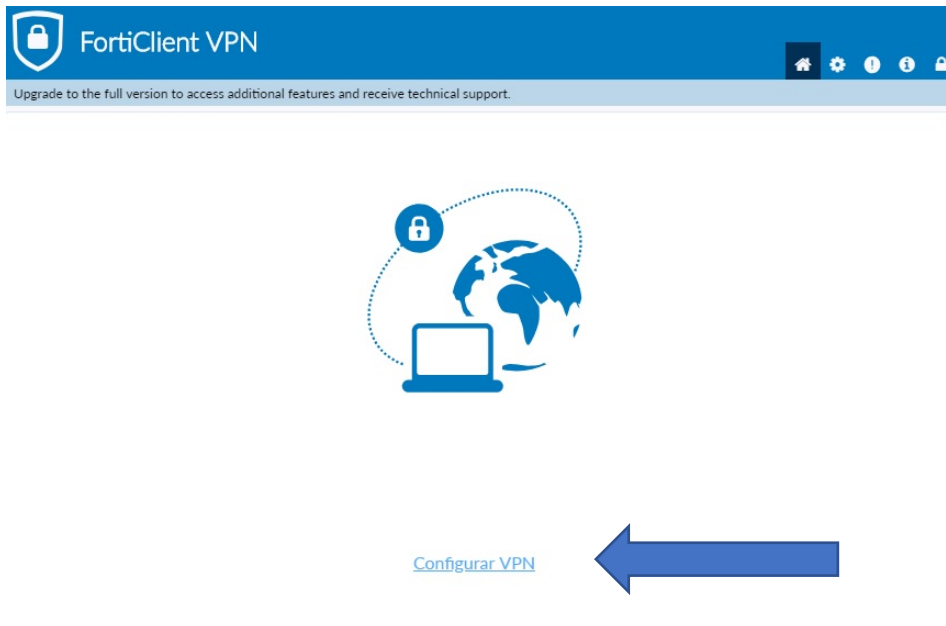 FortiClient VPN
Upgrade to the full version to access additional features and receive technical support.
Configurar VPN